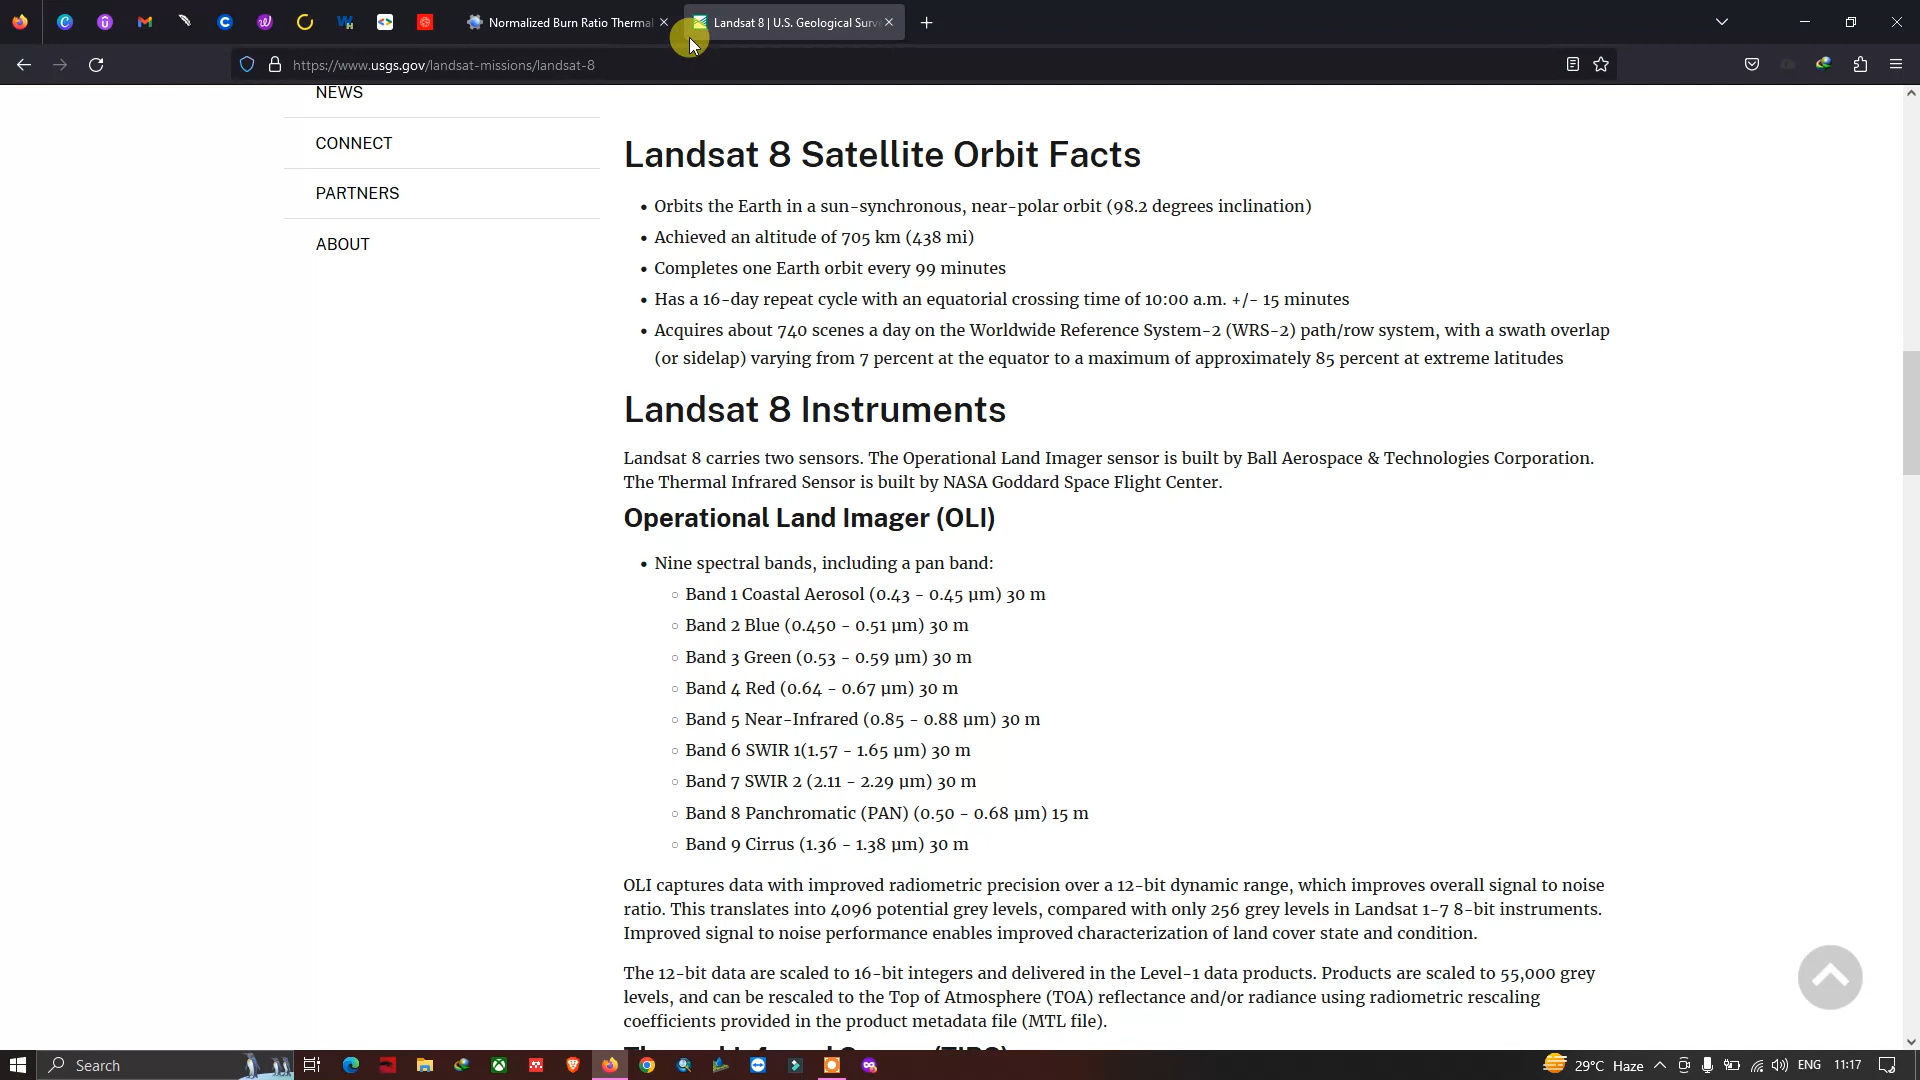 Normalized Burn Ratio Thermal
Landsat 8 | U.S. Geological Surve
https://www.usgs.gov/landsat-missions/landsat-8
NEWS
CONNECT
PARTNERS
ABOUT
Landsat 8 Satellite Orbit Facts
• Orbits the Earth in a sun-synchronous, near-polar orbit (98.2 degrees inclination)
• Achieved an altitude of 705 km (438 mi)
• Completes one Earth orbit every 99 minutes
• Has a 16-day repeat cycle with an equatorial crossing time of 10:00 a.m. +/- 15 minutes
• Acquires about 740 scenes a day on the Worldwide Reference System-2 (WRS-2) path/row system, with a swath overlap
(or sidelap) varying from 7 percent at the equator to a maximum of approximately 85 percent at extreme latitudes
Landsat 8 Instruments
Landsat 8 carries two sensors. The Operational Land Imager sensor is built by Ball Aerospace & Technologies Corporation.
The Thermal Infrared Sensor is built by NASA Goddard Space Flight Center.
Operational Land Imager (OLI)
• Nine spectral bands, including a pan band:
○ Band 1 Coastal Aerosol (0.43 - 0.45 µm) 30 m
○ Band 2 Blue (0.450 - 0.51 µm) 30 m
○ Band 3 Green (0.53 - 0.59 µm) 30 m
○ Band 4 Red (0.64 - 0.67 µm) 30 m
○ Band 5 Near-Infrared (0.85 - 0.88 µm) 30 m
○ Band 6 SWIR 1(1.57 - 1.65 µm) 30 m
○ Band 7 SWIR 2 (2.11 - 2.29 µm) 30 m
○ Band 8 Panchromatic (PAN) (0.50 - 0.68 µm) 15 m
○ Band 9 Cirrus (1.36 - 1.38 µm) 30 m
OLI captures data with improved radiometric precision over a 12-bit dynamic range, which improves overall signal to noise
ratio. This translates into 4096 potential grey levels, compared with only 256 grey levels in Landsat 1-7 8-bit instruments.
Improved signal to noise performance enables improved characterization of land cover state and condition.
The 12-bit data are scaled to 16-bit integers and delivered in the Level-1 data products. Products are scaled to 55,000 grey
levels, and can be rescaled to the Top of Atmosphere (TOA) reflectance and/or radiance using radiometric rescaling
coefficients provided in the product metadata file (MTL file).
Search
29°C Haze
ENG
11:17